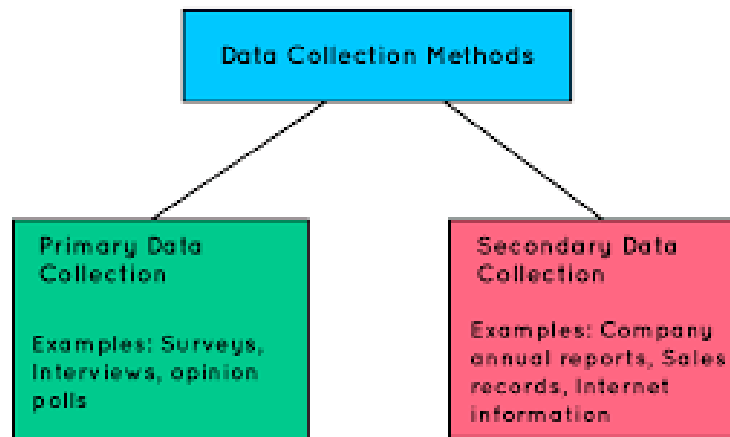 Data Collection Methods
Primary Data
Collection
Examples: Surveys,
Interviews, opinion
polls
Secondary Data
Collection
Examples: Company
annual reports, Sales
records, Internet
information